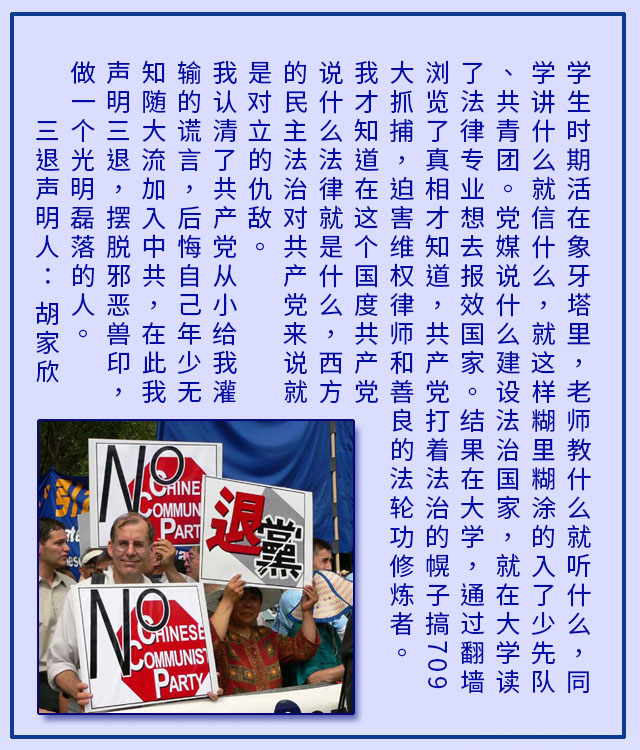 学生时期活在象牙塔里，老师教什么就听什么，同
学讲什么就信什么，就这样糊里糊涂的入了少先队
、共青团。党媒说什么建设法治国家，就在大学读
了法律专业想去报效国家。结果在大学，通过翻墙
浏览了真相才知道，共产党打着法治的幌子搞709
大抓捕，迫害维权律师和善良的法轮功修炼者。
我才知道在这个国度共产党
说什么法律就是什么，西方
的民主法治对共产党来说就
是对立的仇敌。
我认清了共产党从小给我灌
输的谎言，后悔自己年少无
知随大流加入中共，在此我
声明三退，摆脱邪恶兽印，
做一个光明磊落的人。
三退声明人：胡家欣
NO
CHINESE
COMMUNIST
PARTY
退黨
NO
CHINESE
COMMUNIST
PARTY